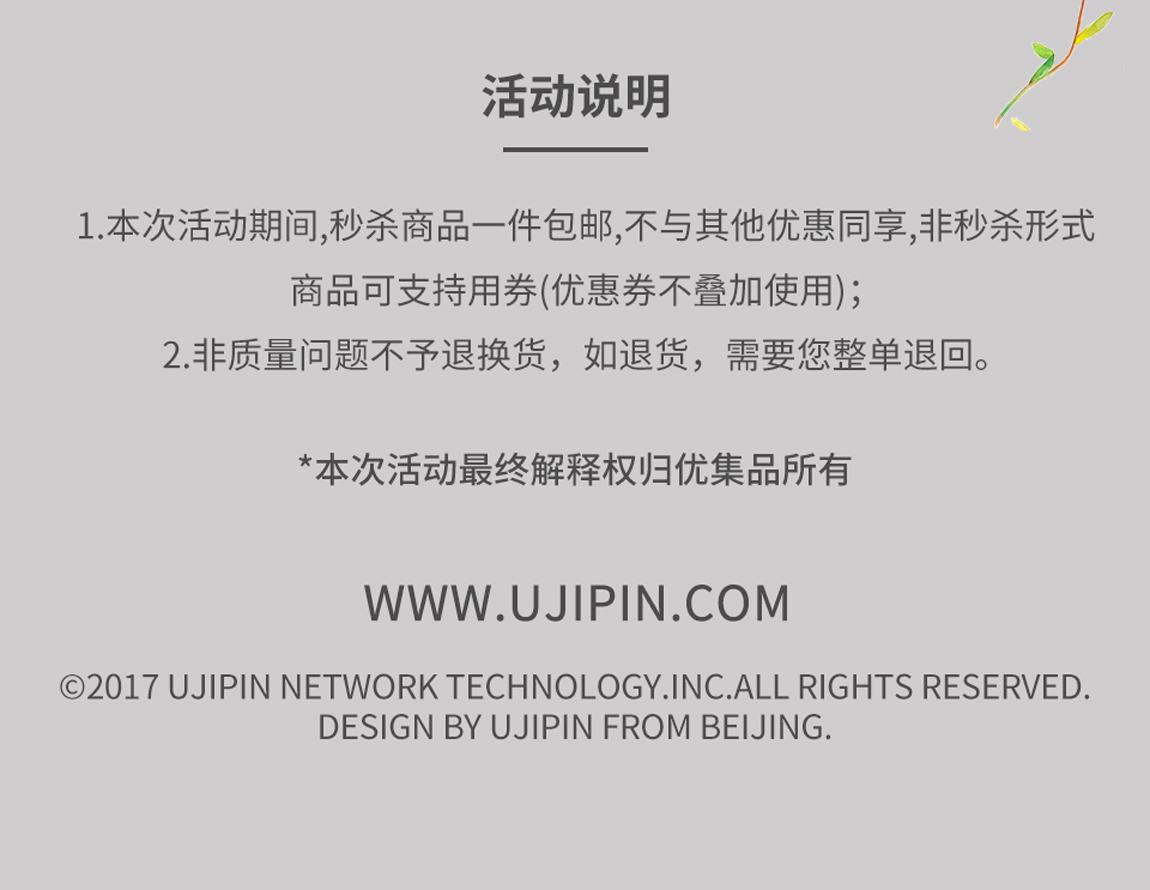 活动说明
1.本次活动期间,秒杀商品一件包邮,不与其他优惠同享,非秒杀形式
商品可支持用券(优惠券不叠加使用)；
2.非质量问题不予退换货，如退货，需要您整单退回。
*本次活动最终解释权归优集品所有
WWW.UJIPIN.COM
©2017 UJIPIN NETWORK TECHNOLOGY.INC.ALL RIGHTS RESERVED.
DESIGN BY UJIPIN FROM BEIJING.